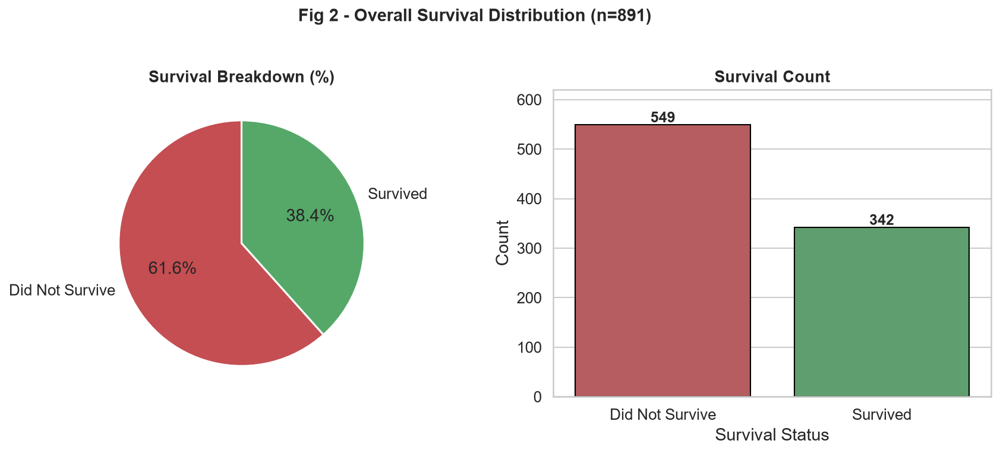 Fig 2 - Overall Survival Distribution (n=891)
Survival Breakdown (%)
Survived
38.4%
61.6%
Did Not Survive
Survival Count
600
500
400
300
200
100
0
Count
549
342
Did Not Survive
Survived
Survival Status